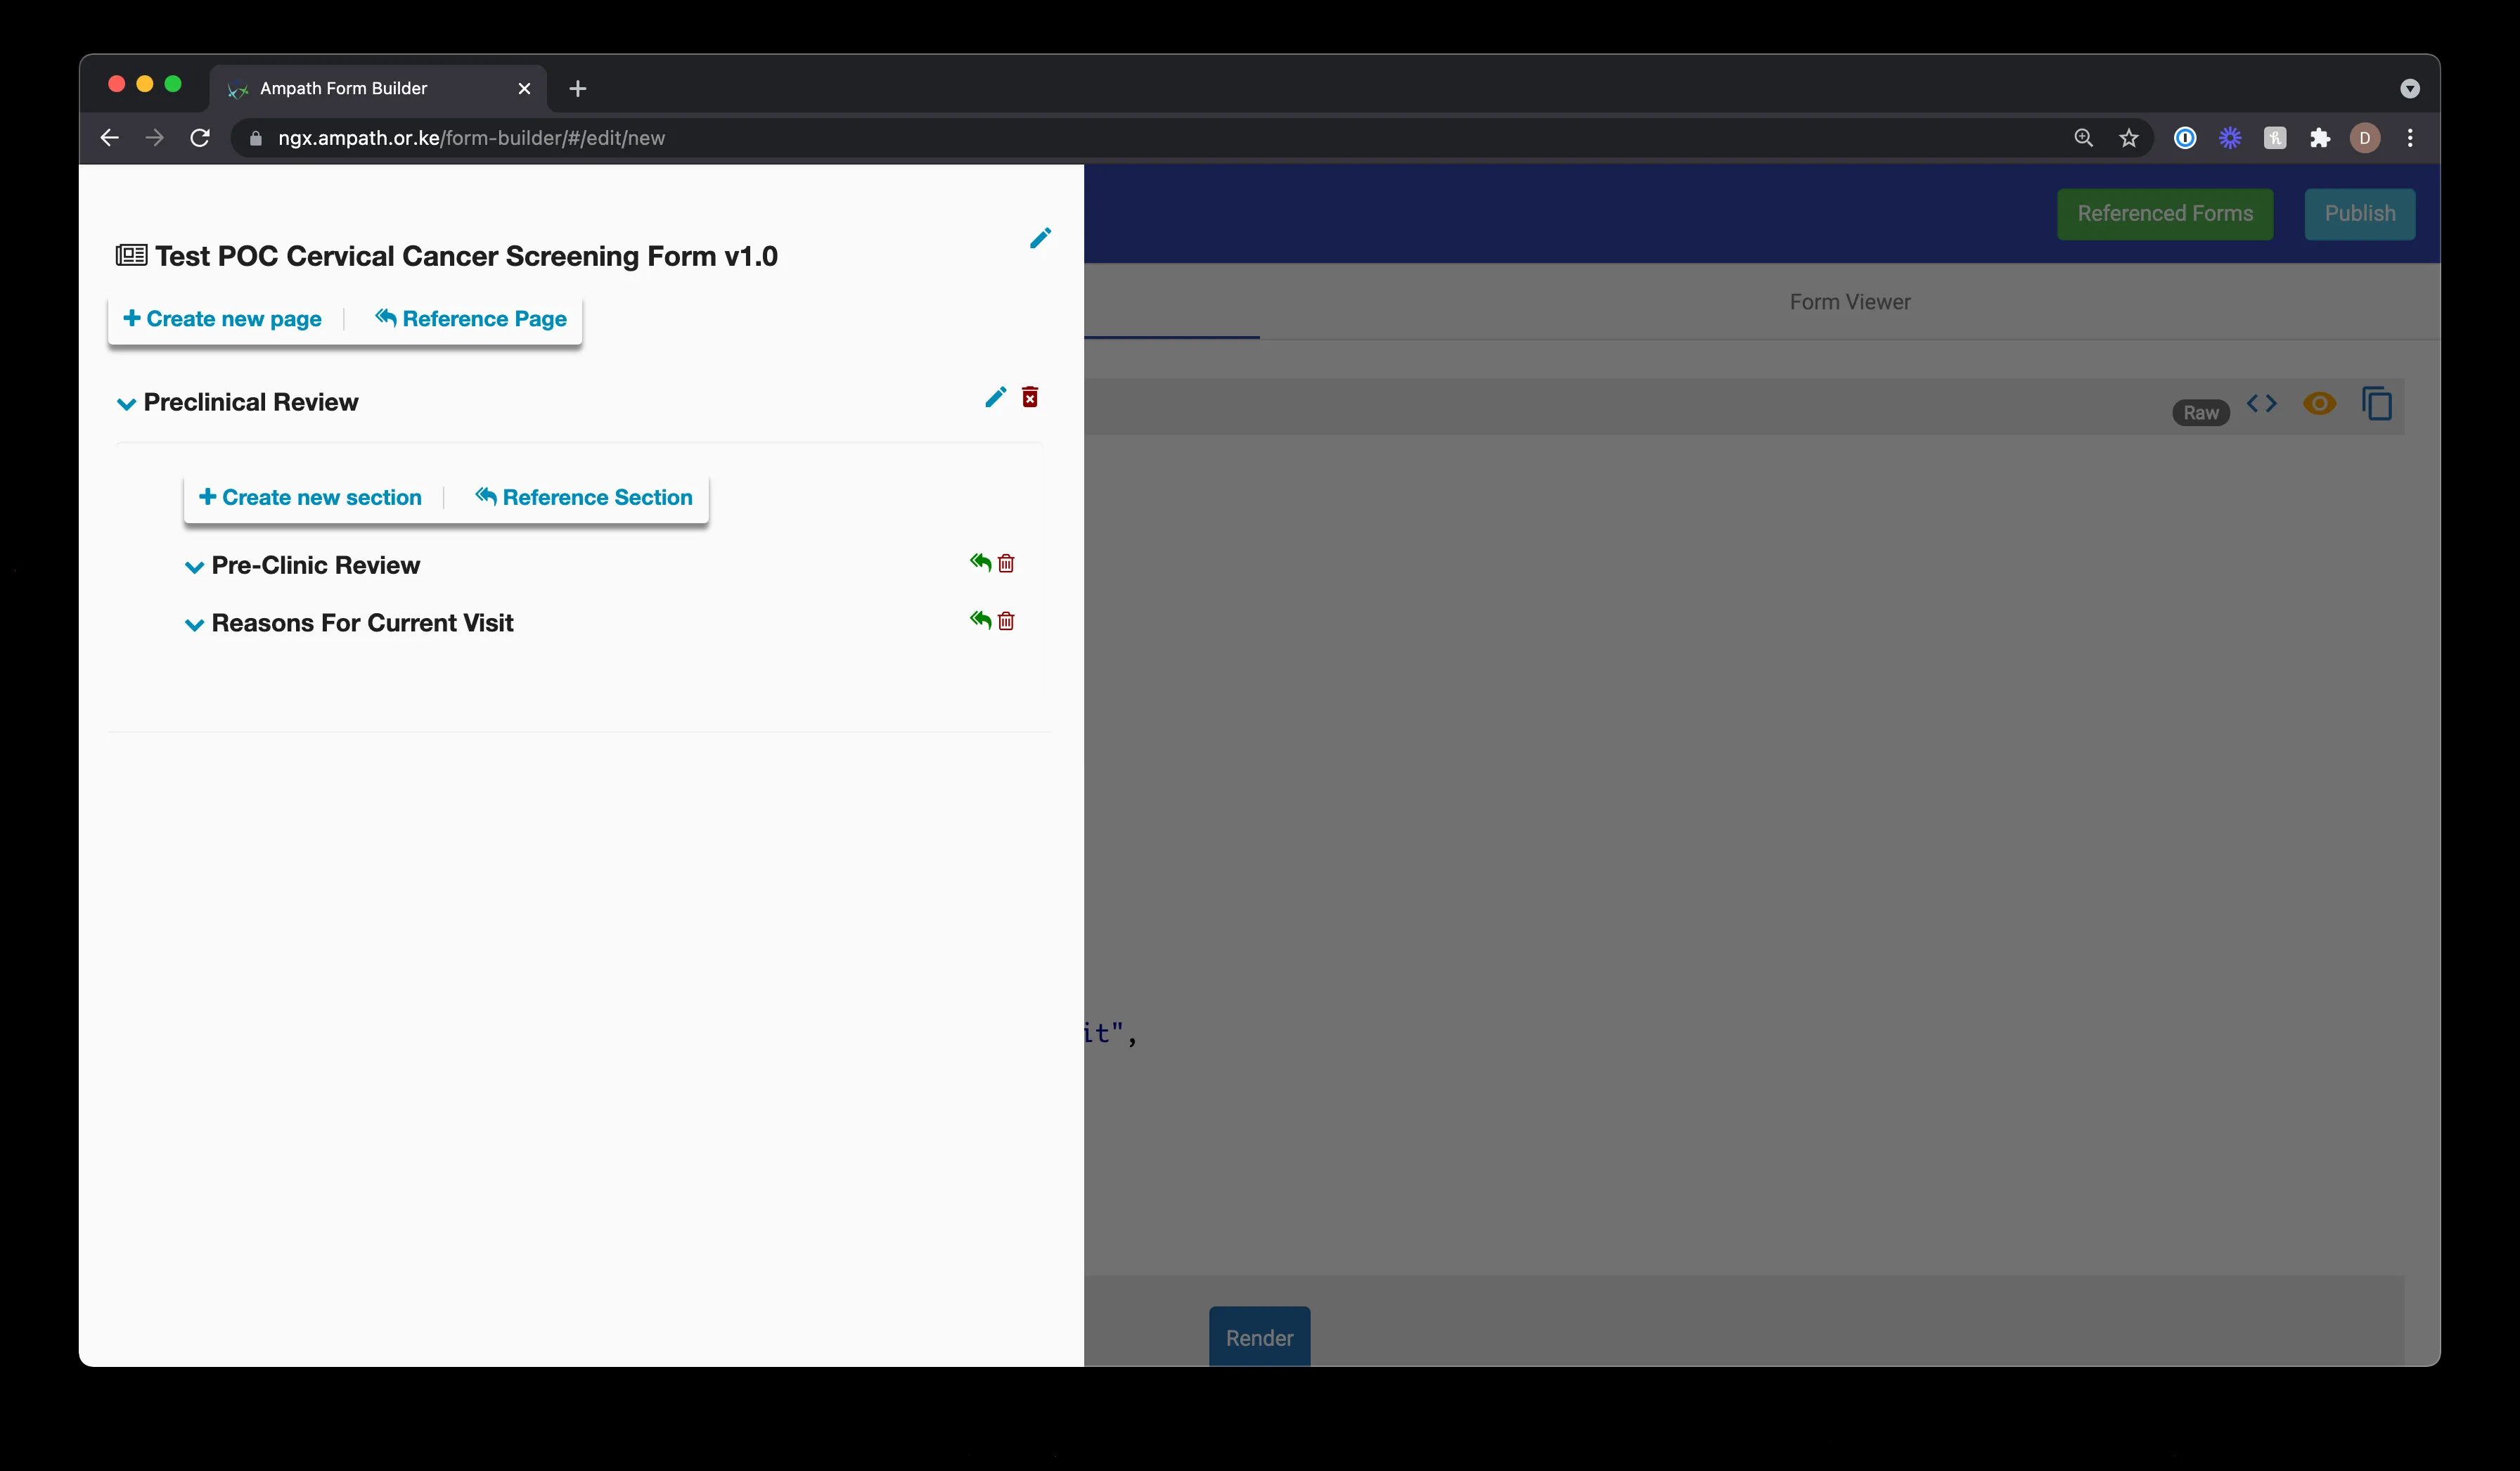 Ampath Form Builder
ngx.ampath.or.ke/form-builder/#/edit/new
D
Referenced Forms
Publish
Test POC Cervical Cancer Screening Form v1.0
Form Viewer
Create new page
Reference Page
Preclinical Review
Raw
Create new section
Reference Section
Pre-Clinic Review
Reasons For Current Visit
it",
Render